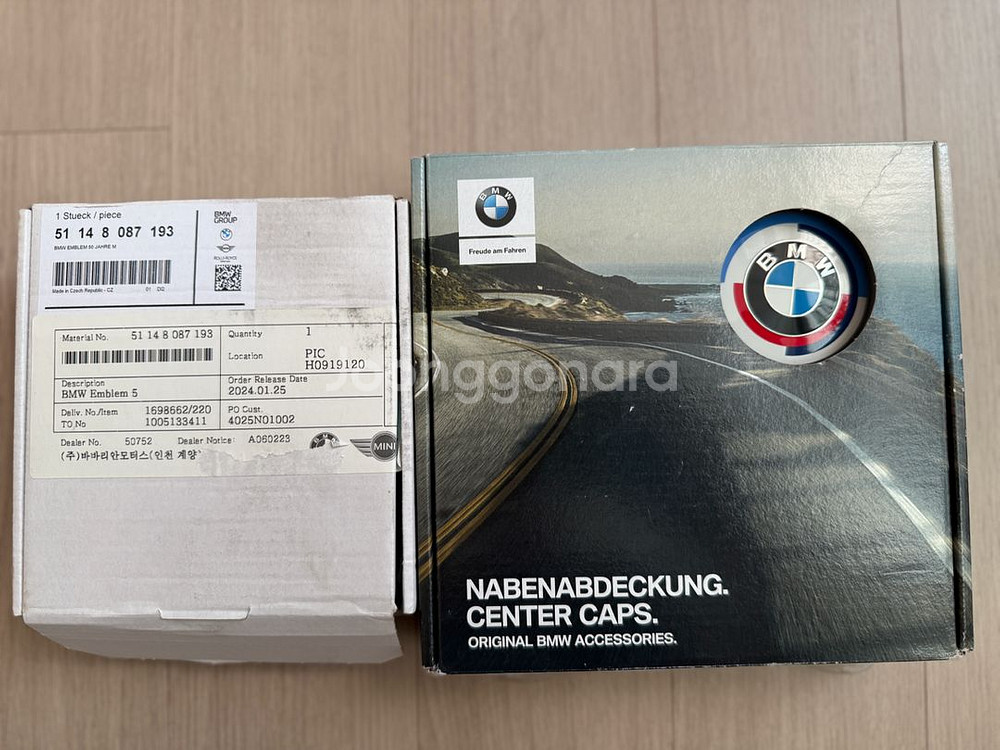 1 Stueck / piece
51 14 8 087 193
BMW EMBLEM 50 JAHRE M
Made in Czech Republic - CZ
01
BMW
GROUP
ROLLS-ROYCE
Material No. 51 14 8 087 193
Quantity 1
Location PIC
H0919120
Description
BMW Emblem 5
Order Release Date
2024.01.25
Deliv. No./Item 1698662/220
TO No 1005133411
PO Cust.
4025N01002
Dealer No. 50752 Dealer Notice: A060223
(주)바바리안모터스(인천 계양
MINI
Joonggonara
BMW
Freude am Fahren
BMW
NABENABDECKUNG.
CENTER CAPS.
ORIGINAL BMW ACCESSORIES.